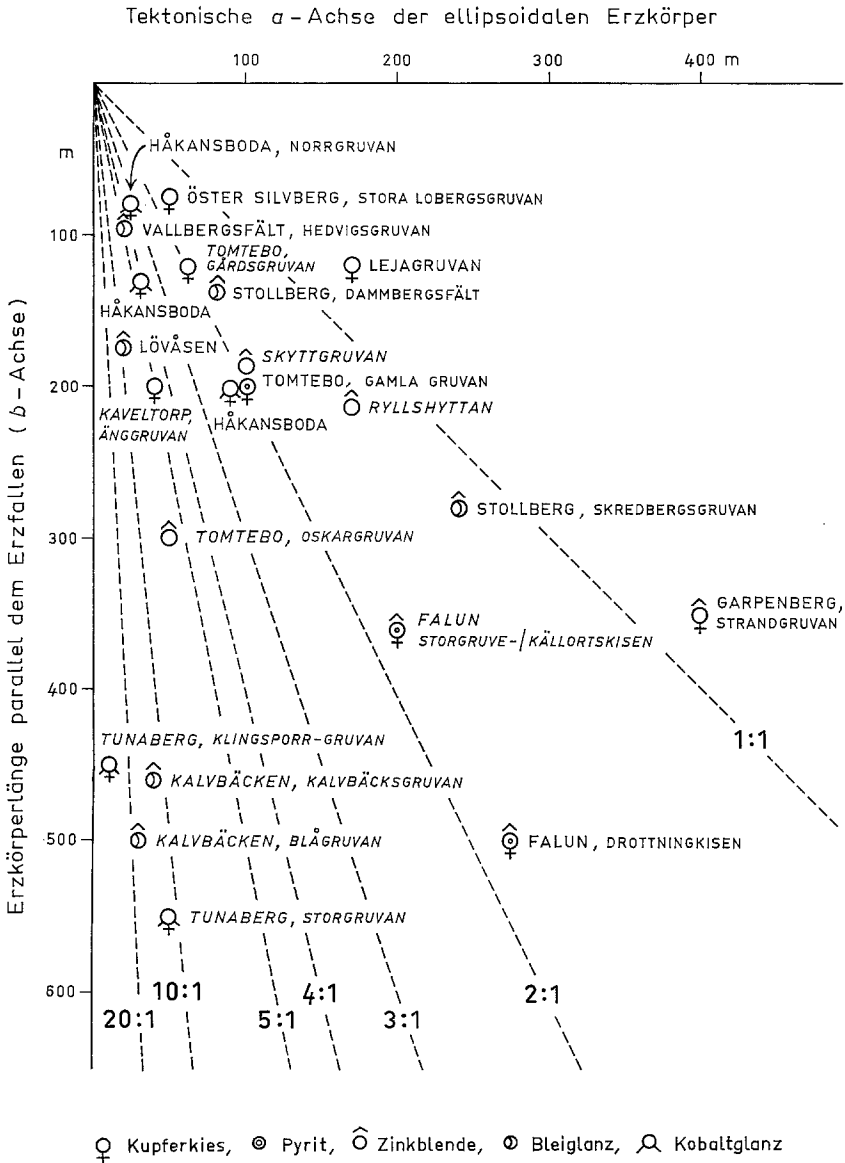 Tektonische a-Achse der ellipsoidalen Erzkörper
100 200 300 400 m
m
HÅKANSBODA, NORRGRUVAN
ÖSTER SILVBERG, STORA LOBERGSGRUVAN
VALLBERGSFÄLT, HEDVIGSGRUVAN
100
TOMTEBO,
GÅRDSGRUVAN
LEJAGRUVAN
STOLLBERG, DAMMBERGSFÄLT
HÅKANSBODA
LÖVÅSEN
SKYTTGRUVAN
200
TOMTEBO, GAMLA GRUVAN
RYLLSHYTTAN
KAVELTORP,
ÄNGGRUVAN
HÅKANSBODA
STOLLBERG, SKREDBERGSGRUVAN
300
TOMTEBO, OSKARGRUVAN
GARPENBERG,
STRANDGRUVAN
FALUN
STORGRUVE-/KÄLLORTSKISEN
400
1:1
TUNABERG, KLINGSPORR-GRUVAN
KALVBÄCKEN, KALVBÄCKSGRUVAN
500
KALVBÄCKEN, BLÅGRUVAN
FALUN, DROTTNINGKISEN
TUNABERG, STORGRUVAN
600
20:1
10:1
5:1
4:1
3:1
2:1
Erzkörperlänge parallel dem Erzfallen (b-Achse)
Kupferkies, Pyrit, Zinkblende, Bleiglanz, Kobaltglanz